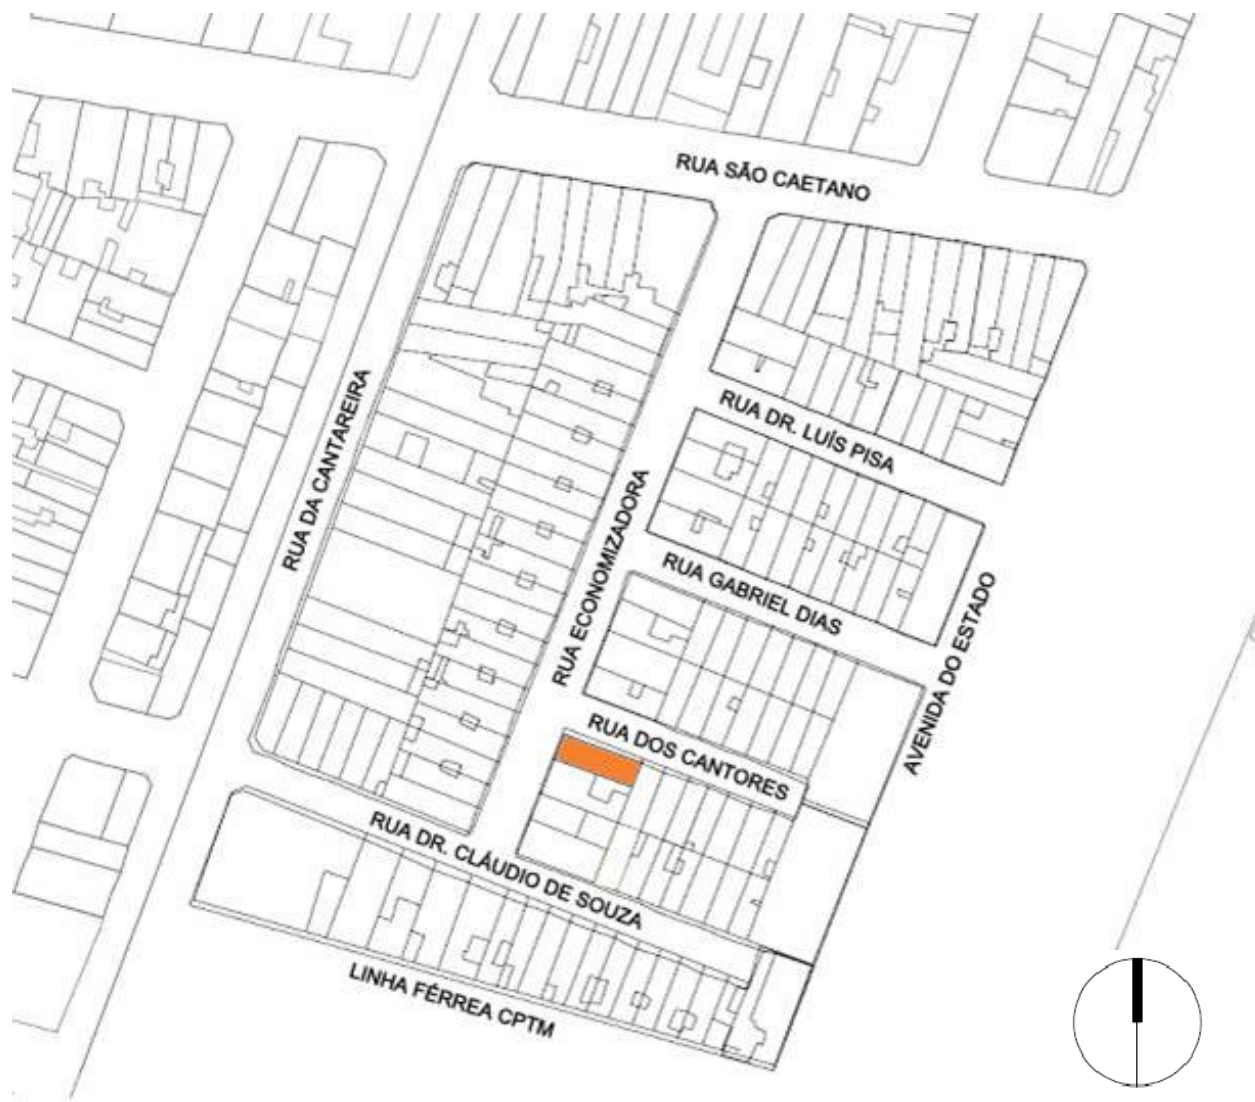 RUA SÃO CAETANO
RUA DA CANTAREIRA
RUA DR. LUÍS PISA
RUA ECONOMIZADORA
RUA GABRIEL DIAS
AVENIDA DO ESTADO
RUA DOS CANTORES
RUA DR. CLÁUDIO DE SOUZA
LINHA FÉRREA CPTM